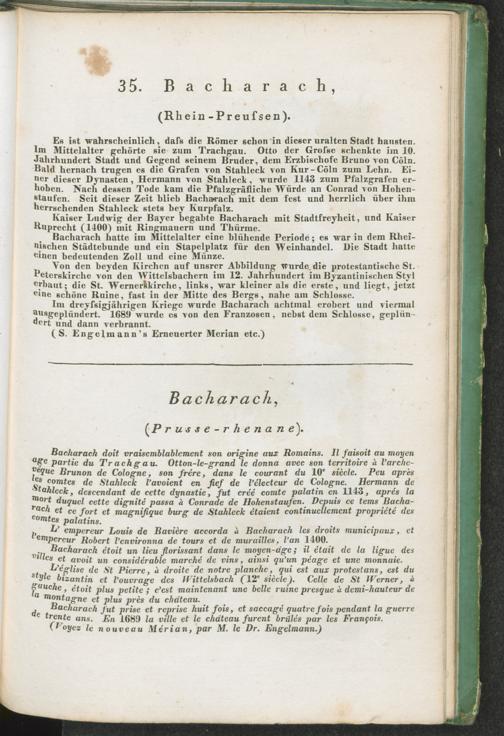 35. Bacharach,
(Rhein-Preufsen).
Es ist wahrscheinlich, dafs die Römer schon in dieser uralten Stadt hausten.
Im Mittelalter gehörte sie zum Trachgau. Otto der Grofse schenkte im 10.
Jahrhundert Stadt und Gegend seinem Bruder, dem Erzbischofe Bruno von Cöln.
Bald hernach trugen es die Grafen von Stahleck von Kur-Cöln zum Lehn. Ei-
ner dieser Dynasten, Hermann von Stahleck, wurde 1143 zum Pfalzgrafen er-
hoben. Nach dessen Tode kam die Pfalzgräfliche Würde an Conrad von Hohen-
staufen. Seit dieser Zeit blieb Bacharach mit dem fest und herrlich über ihm
herrschenden Stahleck stets bey Kurpfalz.
Kaiser Ludwig der Bayer begabte Bacharach mit Stadtfreyheit, und Kaiser
Ruprecht (1400) mit Ringmauern und Thürme.
Bacharach hatte im Mittelalter eine blühende Periode; es war in dem Rhei-
nischen Städtebunde und ein Stapelplatz für den Weinhandel. Die Stadt hatte
einen bedeutenden Zoll und eine Münze.
Von den beyden Kirchen auf unsrer Abbildung wurde die protestantische St.
Peterskirche von den Wittelsbachern im 12. Jahrhundert im Byzantinischen Styl
erbaut; die St. Wernerskirche, links, war kleiner als die erste, und liegt, jetzt
eine schöne Ruine, fast in der Mitte des Bergs, nahe am Schlosse.
Im dreyfsigjährigen Kriege wurde Bacharach achtmal erobert und viermal
ausgeplündert. 1689 wurde es von den Franzosen, nebst dem Schlosse, geplün-
dert und dann verbrannt.
(S. Engelmann's Erneuerter Merian etc.)
Bacharach,
(Prusse-rhenane).
Bacharach doit vraisemblablement son origine aux Romains. Il faisoit au moyen
age partie du Trachgau. Otton-le-grand le donna avec son territoire à l'arche-
vêque Brunon de Cologne, son frére, dans le courant du 10e siècle. Peu après
les comtes de Stahleck l'avoient en fief de l'électeur de Cologne. Hermann de
Stahleck, descendant de cette dynastie, fut créé comte palatin en 1143, aprés la
mort duquel cette dignité passa à Conrade de Hohenstaufen. Depuis ce tems Bacha-
rach et ce fort et magnifique burg de Stahleck étaient continuellement propriété des
comtes palatins.
L' empereur Louis de Bavière accorda à Bacharach les droits municipaux, et
l'empereur Robert l'environna de tours et de murailles, l'an 1400.
Bacharach étoit un lieu florissant dans le moyen-age; il était de la ligue des
villes et avoit un considérable marché de vins, ainsi qu'un péage et une monnaie.
L'église de St Pierre, à droite de notre planche, qui est aux protestans, est du
style bizantin et l'ouvrage des Wittelsbach (12e siècle). Celle de St Werner, à
gauche, étoit plus petite; c'est maintenant une belle ruine presque à demi-hauteur de
la montagne et plus près du château.
Bacharach fut prise et reprise huit fois, et saccagé quatre fois pendant la guerre
de trente ans. En 1689 la ville et le château furent brûlés par les François.
(Voyez le nouveau Mérian, par M. le Dr. Engelmann.)